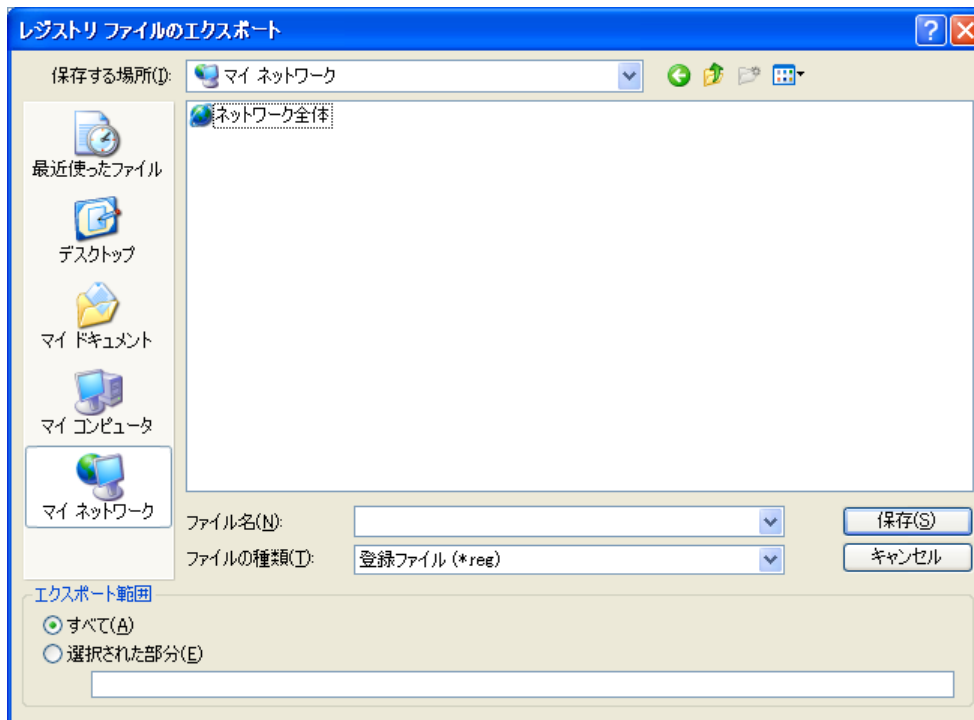 レジストリ ファイルのエクスポート
保存する場所(I):
マイ ネットワーク
ネットワーク全体
最近使ったファイル
デスクトップ
マイ ドキュメント
マイ コンピュータ
マイ ネットワーク
ファイル名(N):
保存(S)
ファイルの種類(T):
登録ファイル (*reg)
キャンセル
エクスポート範囲
すべて(A)
選択された部分(E)